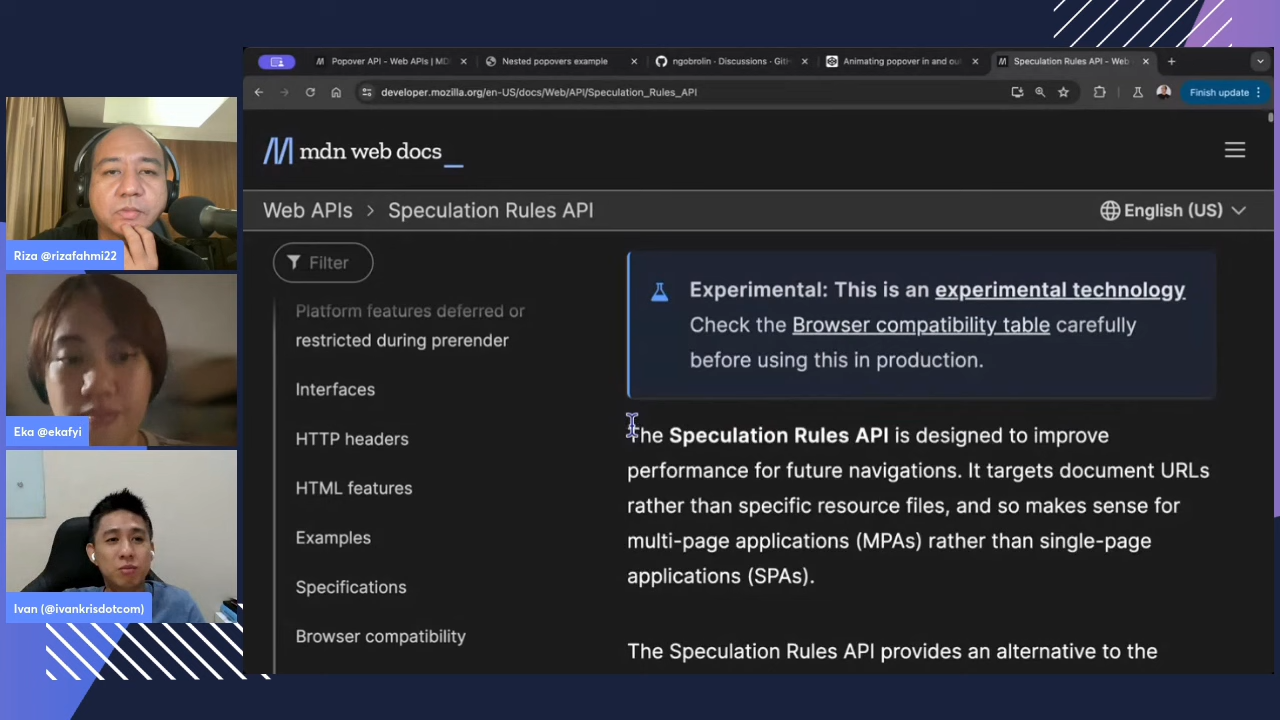 Popover API - Web APIs | MD
Nested popovers example
ngobrolin · Discussions · Git
Animating popover in and ou
Speculation Rules API - Web
developer.mozilla.org/en-US/docs/Web/API/Speculation_Rules_API
Finish update
mdn web docs_
Web APIs > Speculation Rules API
English (US)
Filter
Platform features deferred or
restricted during prerender
Interfaces
HTTP headers
HTML features
Examples
Specifications
Browser compatibility
Experimental: This is an experimental technology
Check the Browser compatibility table carefully
before using this in production.
The Speculation Rules API is designed to improve
performance for future navigations. It targets document URLs
rather than specific resource files, and so makes sense for
multi-page applications (MPAs) rather than single-page
applications (SPAs).
The Speculation Rules API provides an alternative to the
Riza @rizafahmi22
Eka @ekafyi
Ivan (@ivankrisdotcom)